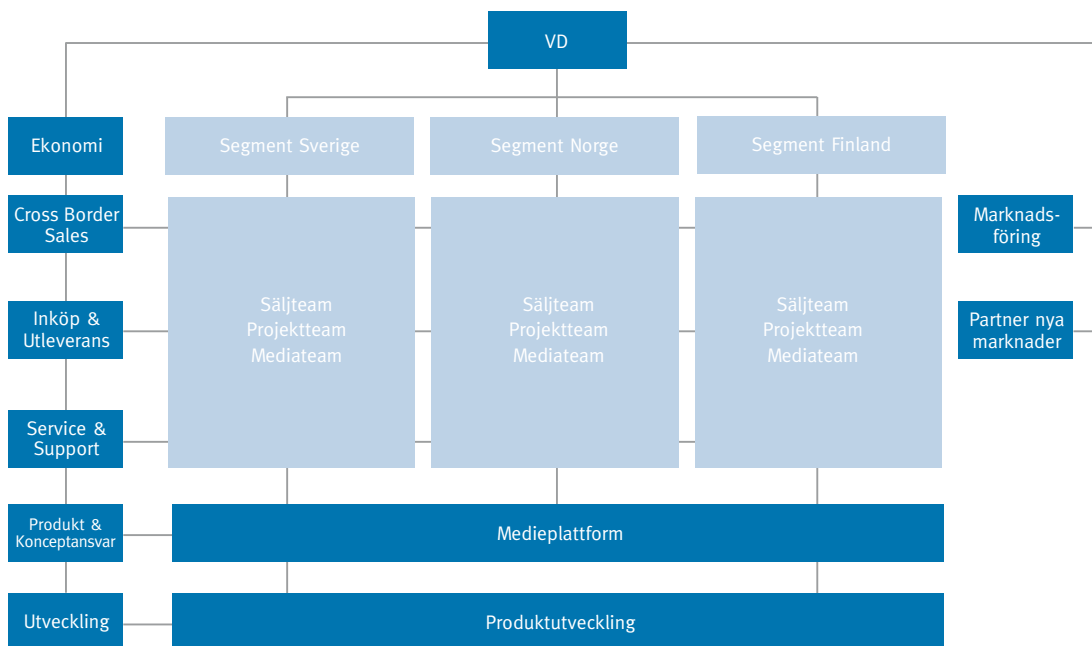 VD
Ekonomi
Segment Sverige
Segment Norge
Segment Finland
Cross Border
Sales
Marknads-
föring
Säljteam
Projektteam
Mediateam
Säljteam
Projektteam
Mediateam
Säljteam
Projektteam
Mediateam
Inköp &
Utleverans
Partner nya
marknader
Service &
Support
Produkt &
Konceptansvar
Medieplattform
Utveckling
Produktutveckling